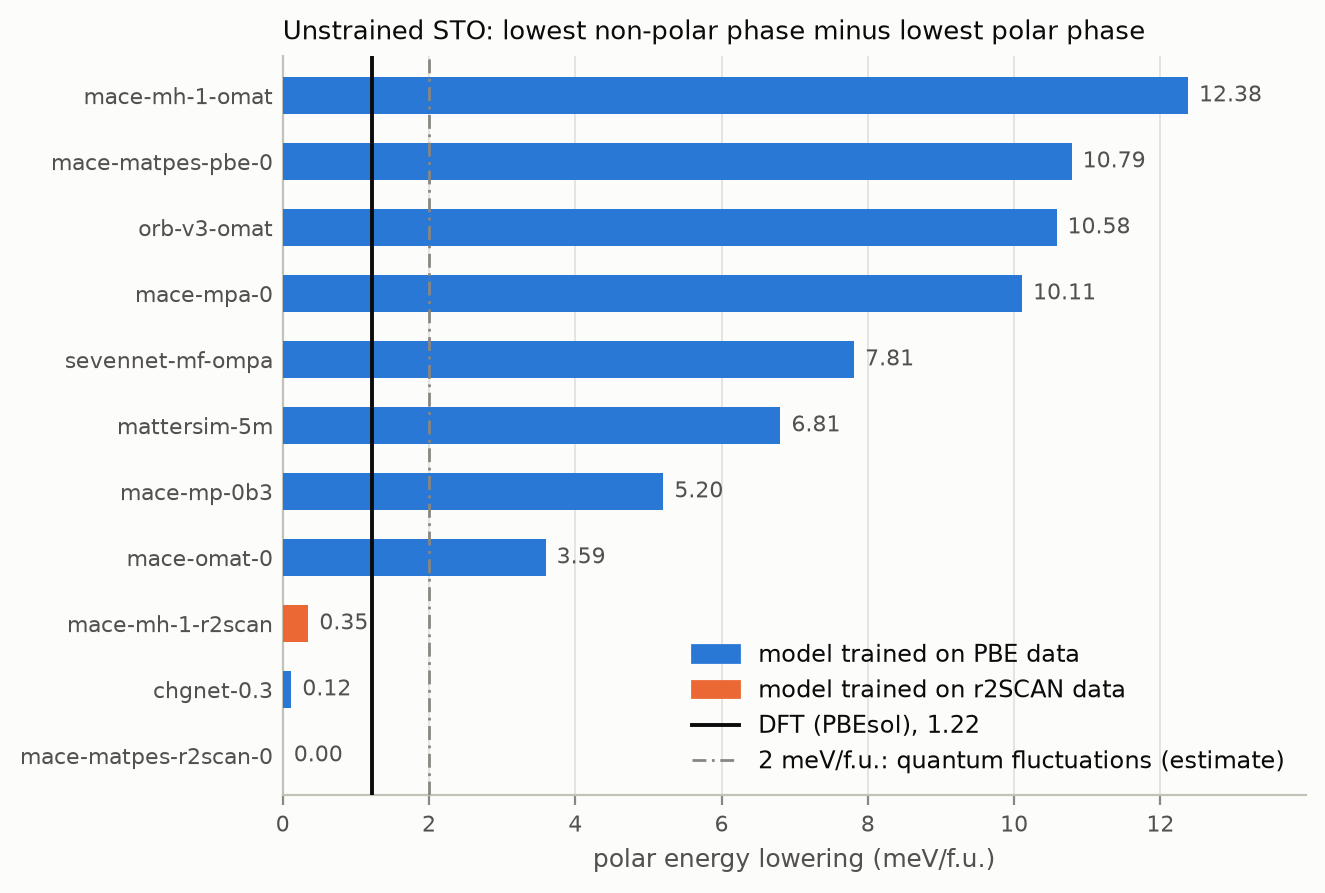 Unstrained STO: lowest non-polar phase minus lowest polar phase
mace-mh-1-omat 12.38
mace-matpes-pbe-0 10.79
orb-v3-omat 10.58
mace-mpa-0 10.11
sevennet-mf-ompa 7.81
mattersim-5m 6.81
mace-mp-0b3 5.20
mace-omat-0 3.59
mace-mh-1-r2scan 0.35
chgnet-0.3 0.12
mace-matpes-r2scan-0 0.00
model trained on PBE data
model trained on r2SCAN data
DFT (PBEsol), 1.22
2 meV/f.u.: quantum fluctuations (estimate)
0 2 4 6 8 10 12
polar energy lowering (meV/f.u.)